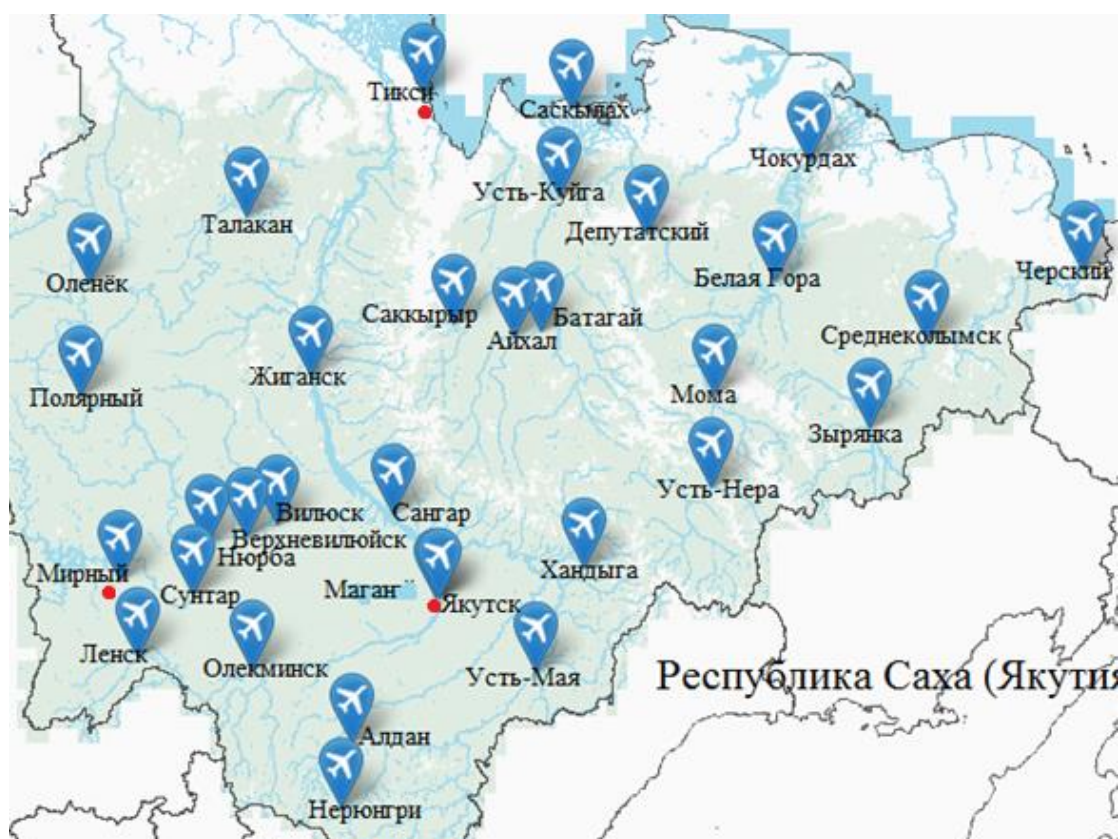 Тикси
Саскылах
Чокурдах
Усть-Куйга
Талакан
Депутатский
Оленёк
Белая Гора
Черский
Саккырыр
Батагай
Айхал
Среднеколымск
Жиганск
Полярный
Мома
Зырянка
Усть-Нера
Вилюск
Сангар
Верхневилюйск
Нюрба
Хандыга
Мирный
Сунтар
Маган
Якутск
Ленск
Олекминск
Усть-Мая
Республика Саха (Якутия
Алдан
Нерюнгри